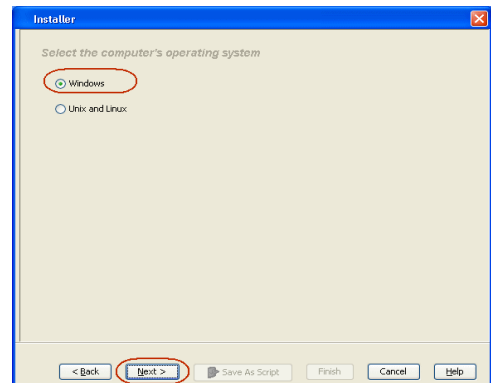 Installer
Select the computer's operating system
Windows
Unix and Linux
< Back Next > Save As Script Finish Cancel Help